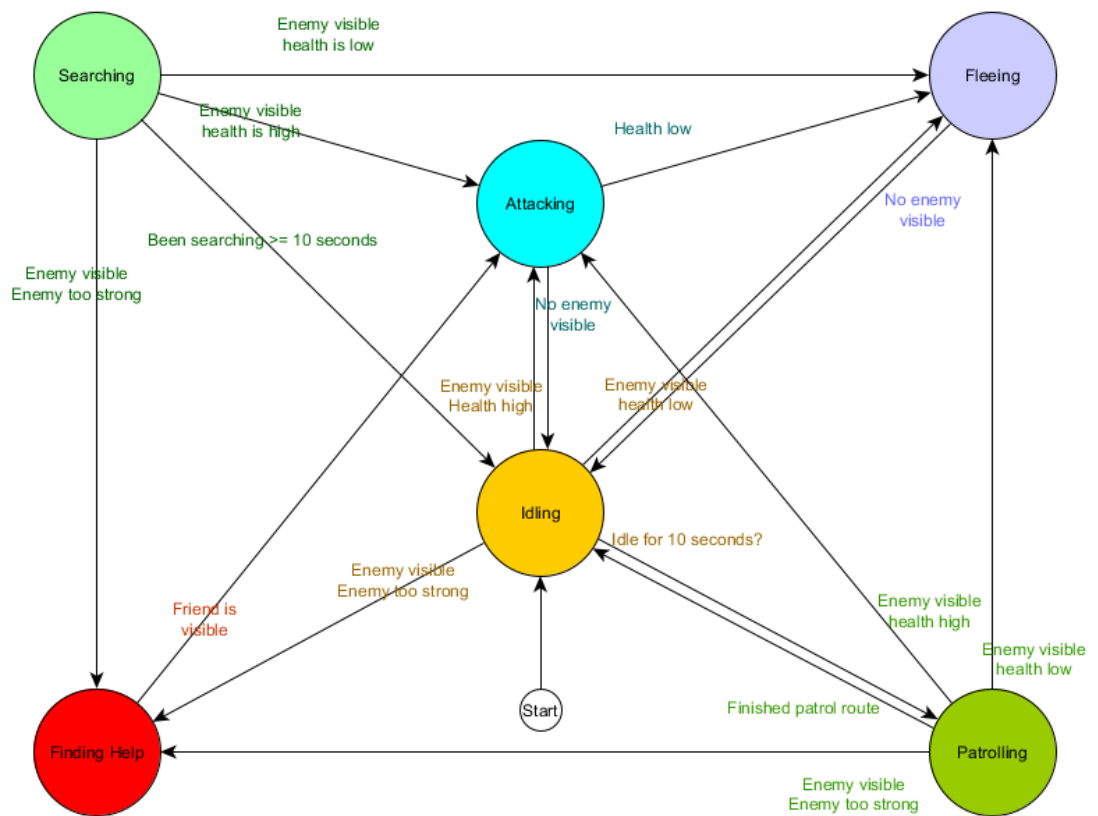 Enemy visible
health is low
Searching
Fleeing
Enemy visible
health is high
Health low
Attacking
No enemy
visible
Been searching >= 10 seconds
Enemy visible
Enemy too strong
No enemy
visible
Enemy visible
Health high
Enemy visible
health low
Idling
Idle for 10 seconds?
Enemy visible
Enemy too strong
Friend is
visible
Enemy visible
health high
Enemy visible
health low
Start
Finished patrol route
Finding Help
Patrolling
Enemy visible
Enemy too strong